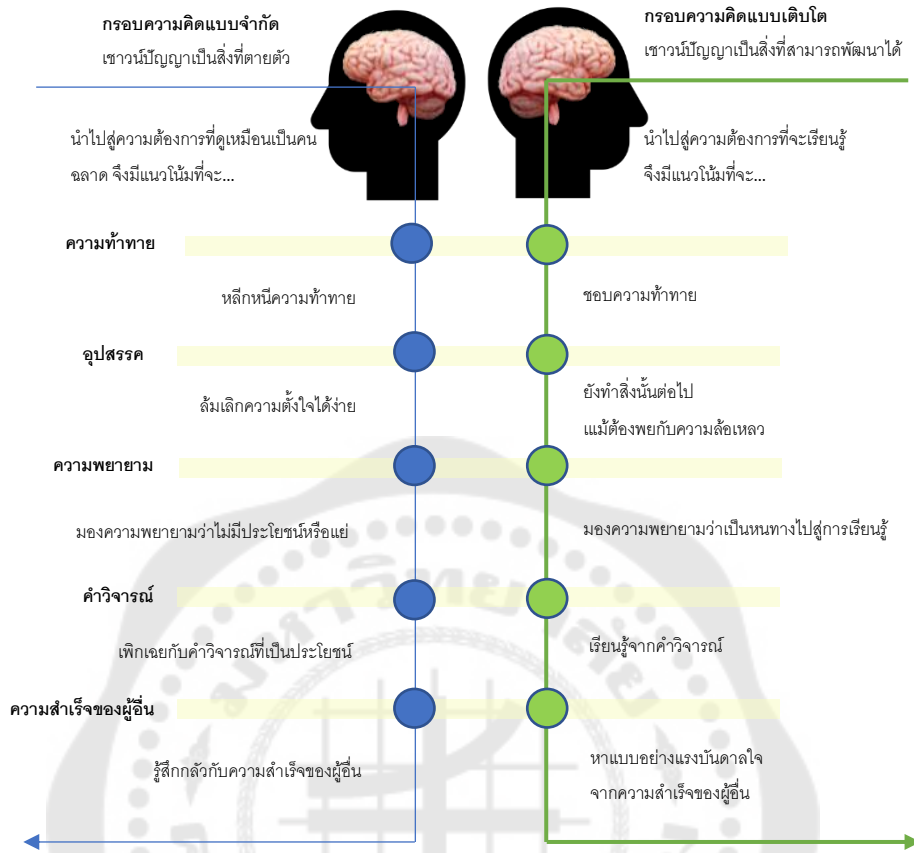 กรอบความคิดแบบจำกัด
เชาวน์ปัญญาเป็นสิ่งที่ตายตัว
กรอบความคิดแบบเติบโต
เชาวน์ปัญญาเป็นสิ่งที่สามารถพัฒนาได้
นำไปสู่ความต้องการที่ดูเหมือนเป็นคน
ฉลาด จึงมีแนวโน้มที่จะ...
นำไปสู่ความต้องการที่จะเรียนรู้
จึงมีแนวโน้มที่จะ...
ความท้าทาย
หลีกหนีความท้าทาย
ชอบความท้าทาย
อุปสรรค
ล้มเลิกความตั้งใจได้ง่าย
ยังทำสิ่งนั้นต่อไป
แม้ต้องพยกับความล้อเหลว
ความพยายาม
มองความพยายามว่าไม่มีประโยชน์หรือแย่
มองความพยายามว่าเป็นหนทางไปสู่การเรียนรู้
คำวิจารณ์
เพิกเฉยกับคำวิจารณ์ที่เป็นประโยชน์
เรียนรู้จากคำวิจารณ์
ความสำเร็จของผู้อื่น
รู้สึกกลัวกับความสำเร็จของผู้อื่น
หาแบบอย่างแรงบันดาลใจ
จากความสำเร็จของผู้อื่น
มหาวิทยาลัย